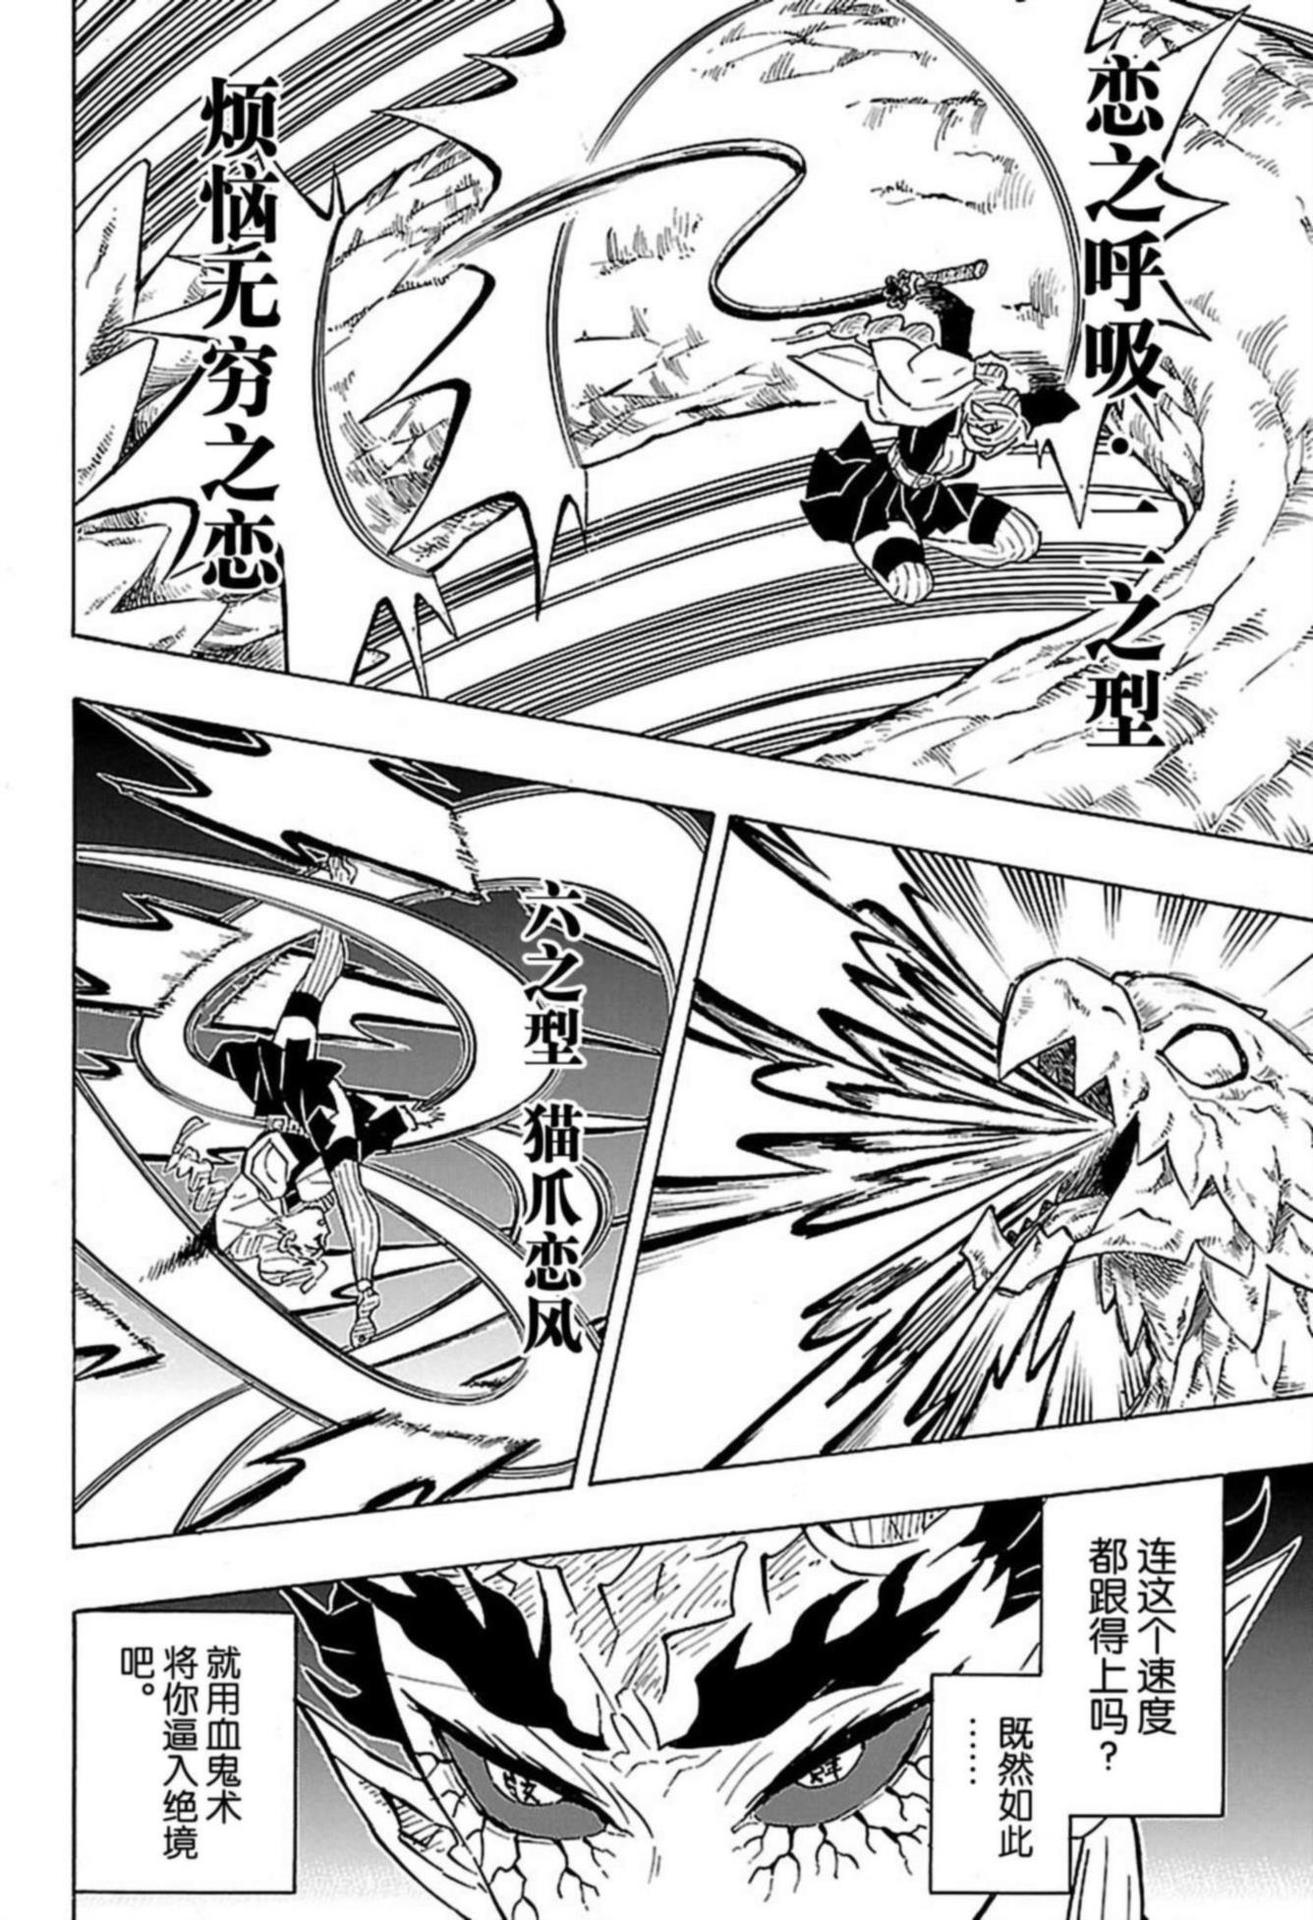 恋之呼吸·二之型
烦恼无穷之恋
六之型 猫爪恋风
连这个速度
都跟得上吗？
既然如此
……
就用血鬼术
将你逼入绝境
吧。